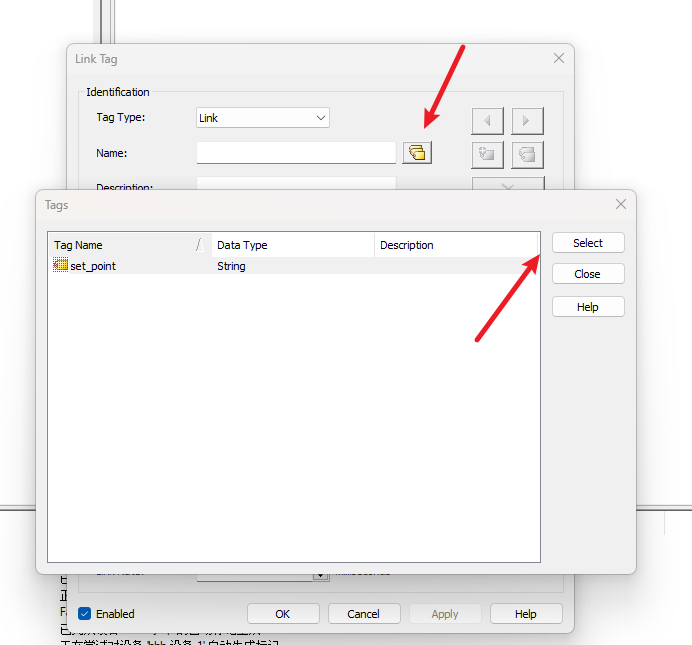 Link Tag
Identification
Tag Type:
Link
Name:
Description:
Tags
Tag Name
Data Type
Description
Select
set_point
String
Close
Help
Enabled
OK
Cancel
Apply
Help